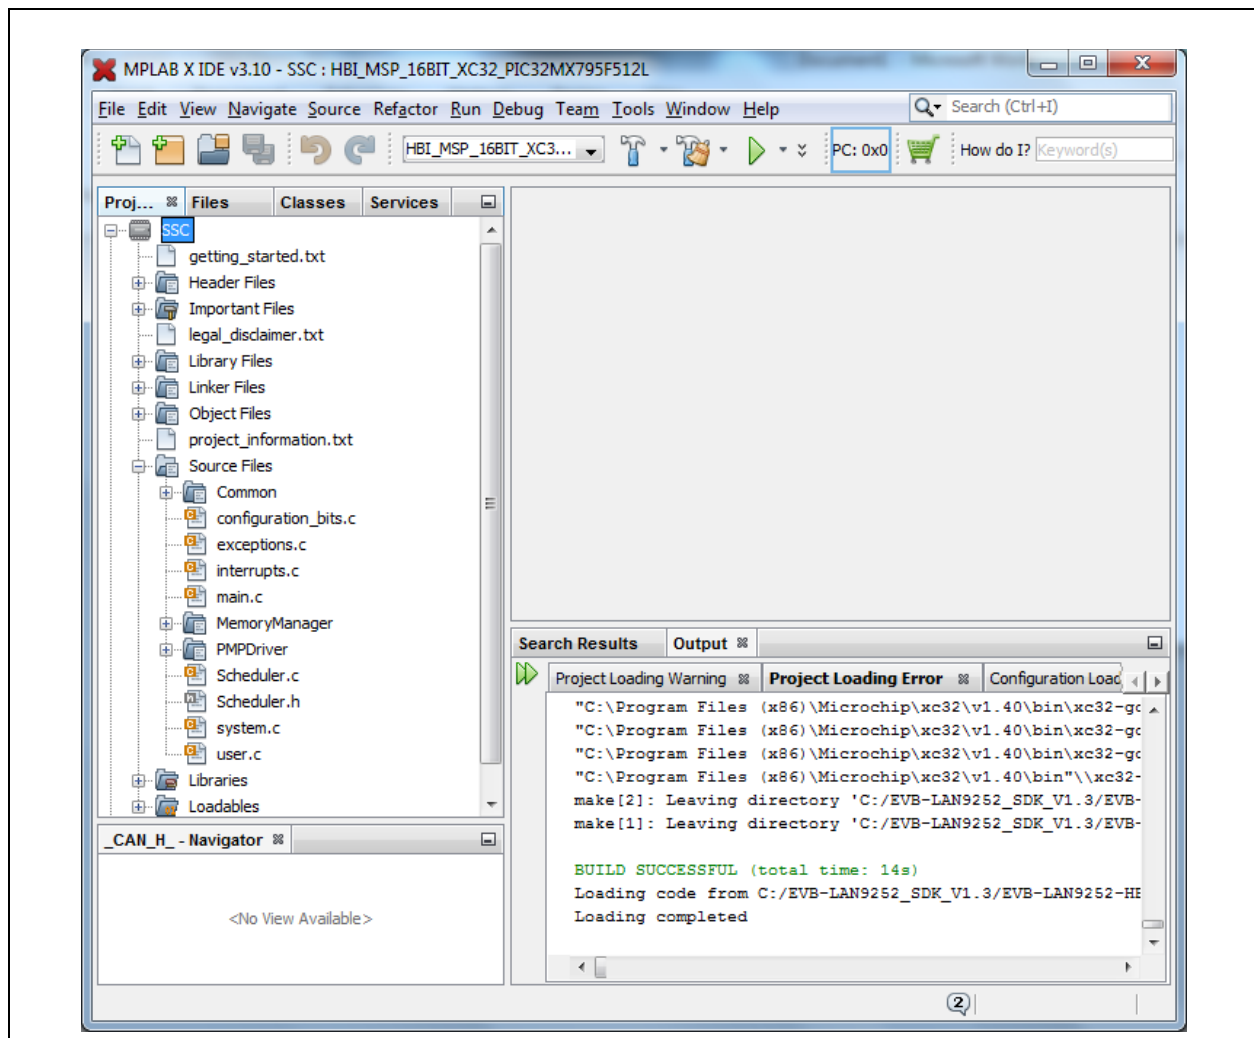 MPLAB X IDE v3.10 - SSC : HBI_MSP_16BIT_XC32_PIC32MX795F512L
File Edit View Navigate Source Refactor Run Debug Team Tools Window Help
Search (Ctrl+I)
HBI_MSP_16BIT_XC3...
PC: 0x0
How do I? Keyword(s)
Proj... Files Classes Services
SSC
getting_started.txt
Header Files
Important Files
legal_disclaimer.txt
Library Files
Linker Files
Object Files
project_information.txt
Source Files
Common
configuration_bits.c
exceptions.c
interrupts.c
main.c
MemoryManager
PMPDriver
Scheduler.c
Scheduler.h
system.c
user.c
Libraries
Loadables
_CAN_H_ - Navigator
<No View Available>
Search Results Output
Project Loading Warning Project Loading Error Configuration Load
"C:\Program Files (x86)\Microchip\xc32\v1.40\bin\xc32-gc
"C:\Program Files (x86)\Microchip\xc32\v1.40\bin\xc32-gc
"C:\Program Files (x86)\Microchip\xc32\v1.40\bin\xc32-gc
"C:\Program Files (x86)\Microchip\xc32\v1.40\bin"\\xc32-
make[2]: Leaving directory 'C:/EVB-LAN9252_SDK_V1.3/EVB-
make[1]: Leaving directory 'C:/EVB-LAN9252_SDK_V1.3/EVB-
BUILD SUCCESSFUL (total time: 14s)
Loading code from C:/EVB-LAN9252_SDK_V1.3/EVB-LAN9252-HB
Loading completed
2